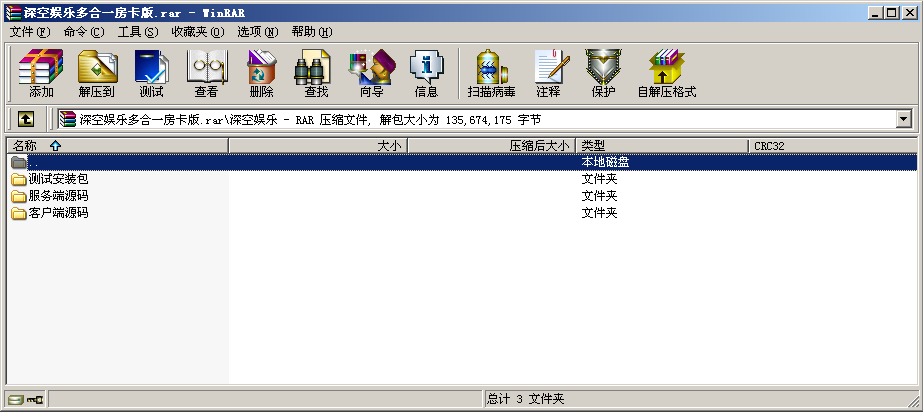 深空娱乐多合一房卡版.rar - WinRAR
文件(F) 命令(C) 工具(S) 收藏夹(O) 选项(N) 帮助(H)
添加 解压到 测试 查看 删除 查找 向导 信息 扫描病毒 注释 保护 自解压格式
深空娱乐多合一房卡版.rar\深空娱乐 - RAR 压缩文件, 解包大小为 135,674,175 字节
名称 大小 压缩后大小 类型 CRC32
.. 本地磁盘
测试安装包 文件夹
服务端源码 文件夹
客户端源码 文件夹
总计 3 文件夹